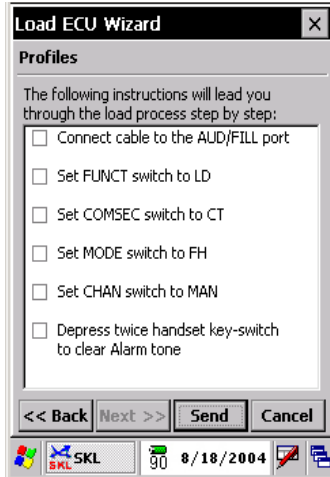 Load ECU Wizard
Profiles
The following instructions will lead you
through the load process step by step:
Connect cable to the AUD/FILL port
Set FUNCT switch to LD
Set COMSEC switch to CT
Set MODE switch to FH
Set CHAN switch to MAN
Depress twice handset key-switch
to clear Alarm tone
<< Back Next >> Send Cancel
SKL SKL 90 8/18/2004